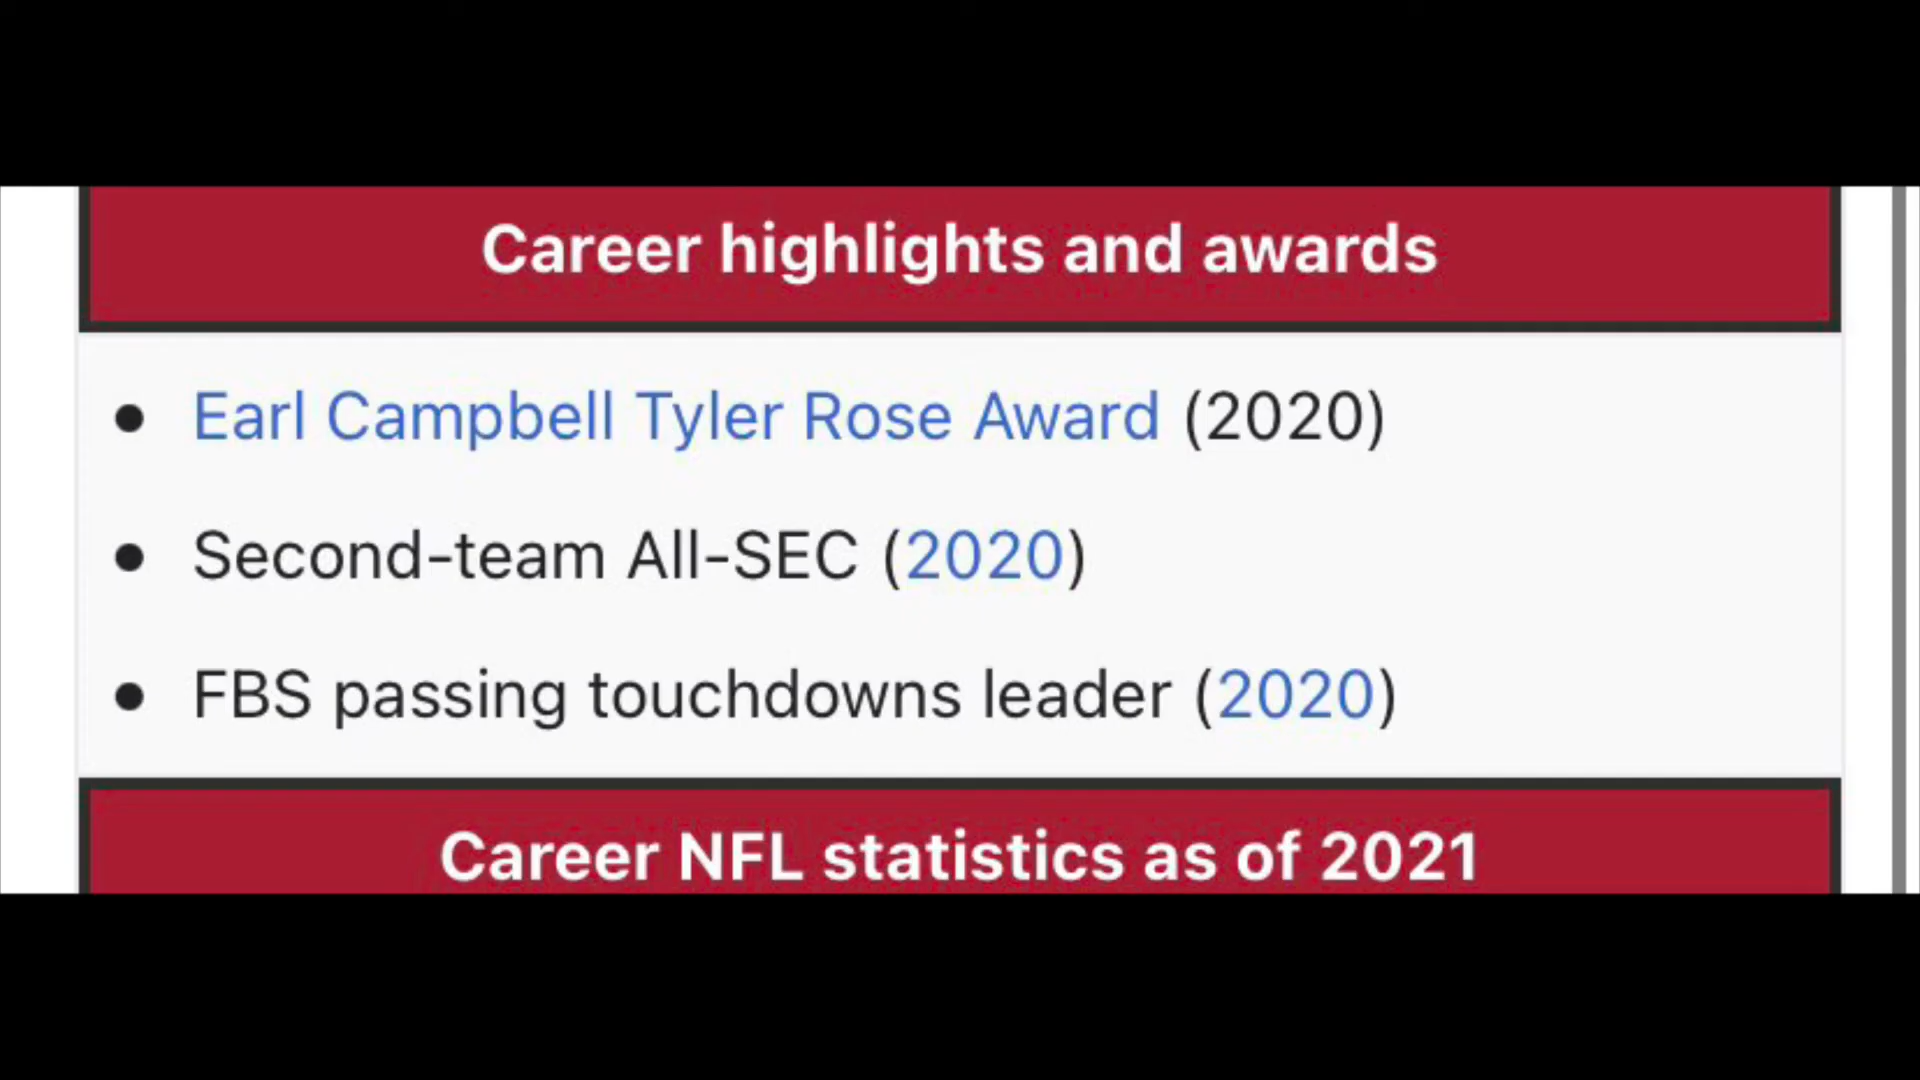 Career highlights and awards
• Earl Campbell Tyler Rose Award (2020)
• Second-team All-SEC (2020)
• FBS passing touchdowns leader (2020)
Career NFL statistics as of 2021